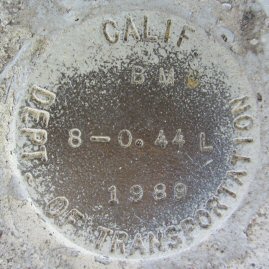 CALIF
BM
8-0.44 L
1989
DEPT. OF TRANSPORTATION